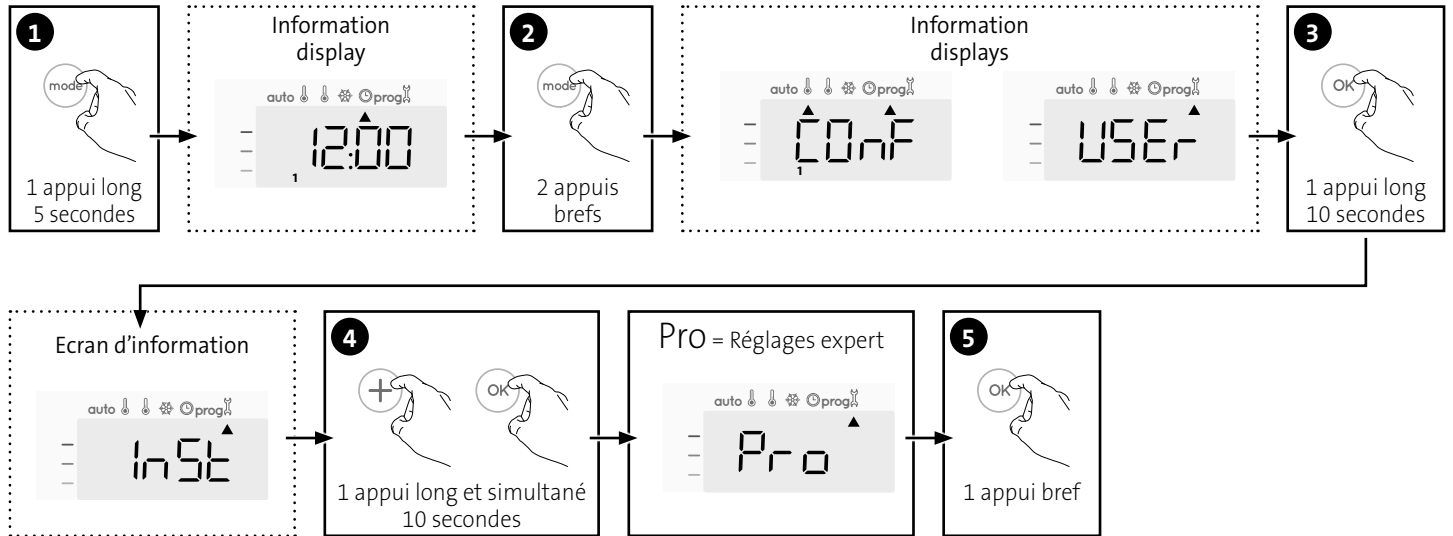 1
mode
1 appui long
5 secondes
Information
display
auto prog
12:00
1
2
mode
2 appuis
brefs
Information
displays
auto prog
COnF
1
auto prog
USEr
3
OK
1 appui long
10 secondes
Ecran d'information
auto prog
InSt
4
+
OK
1 appui long et simultané
10 secondes
Pro = Réglages expert
auto prog
Pro
5
OK
1 appui bref